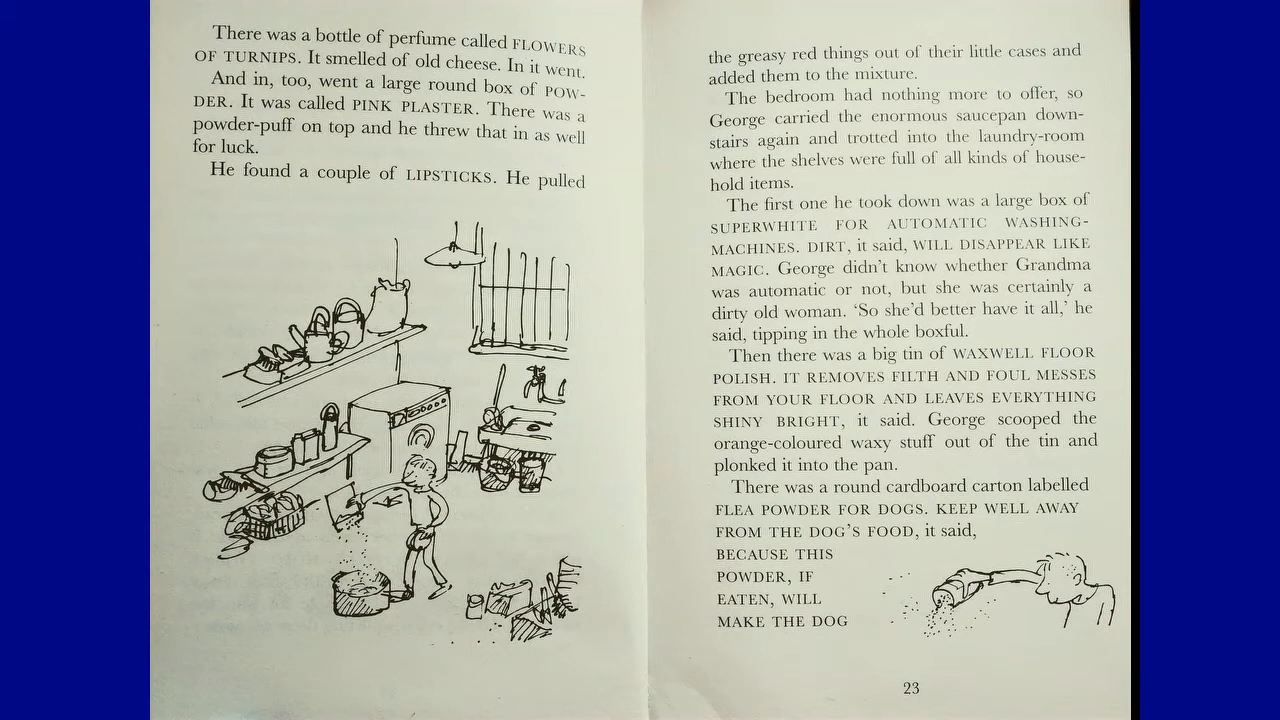 There was a bottle of perfume called FLOWERS
OF TURNIPS. It smelled of old cheese. In it went.
And in, too, went a large round box of POW-
DER. It was called PINK PLASTER. There was a
powder-puff on top and he threw that in as well
for luck.
He found a couple of LIPSTICKS. He pulled
the greasy red things out of their little cases and
added them to the mixture.
The bedroom had nothing more to offer, so
George carried the enormous saucepan down-
stairs again and trotted into the laundry-room
where the shelves were full of all kinds of house-
hold items.
The first one he took down was a large box of
SUPERWHITE FOR AUTOMATIC WASHING-
MACHINES. DIRT, it said, WILL DISAPPEAR LIKE
MAGIC. George didn't know whether Grandma
was automatic or not, but she was certainly a
dirty old woman. 'So she'd better have it all,' he
said, tipping in the whole boxful.
Then there was a big tin of WAXWELL FLOOR
POLISH. IT REMOVES FILTH AND FOUL MESSES
FROM YOUR FLOOR AND LEAVES EVERYTHING
SHINY BRIGHT, it said. George scooped the
orange-coloured waxy stuff out of the tin and
plonked it into the pan.
There was a round cardboard carton labelled
FLEA POWDER FOR DOGS. KEEP WELL AWAY
FROM THE DOG'S FOOD, it said,
BECAUSE THIS
POWDER, IF
EATEN, WILL
MAKE THE DOG
23